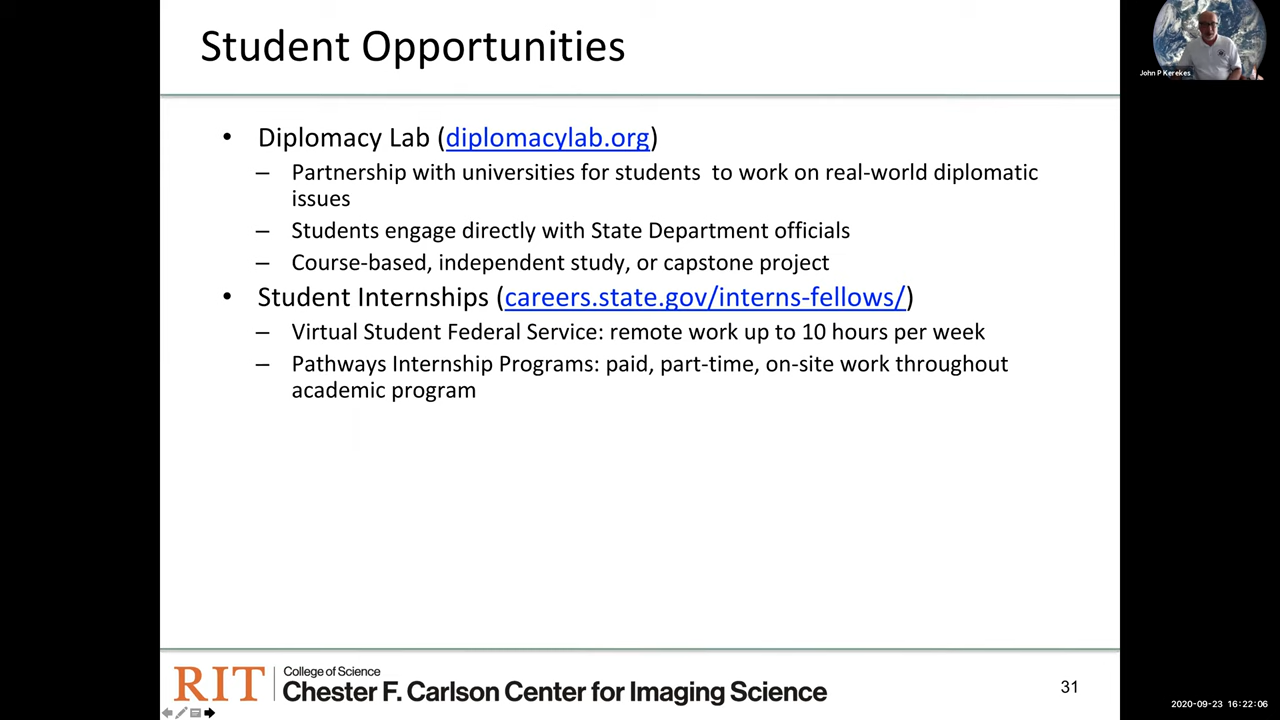 Student Opportunities
John P Kerekes
• Diplomacy Lab (diplomacylab.org)
– Partnership with universities for students  to work on real-world diplomatic
issues
– Students engage directly with State Department officials
– Course-based, independent study, or capstone project
• Student Internships (careers.state.gov/interns-fellows/)
– Virtual Student Federal Service: remote work up to 10 hours per week
– Pathways Internship Programs: paid, part-time, on-site work throughout
academic program
RIT
College of Science
Chester F. Carlson Center for Imaging Science
31
2020-09-23 16:22:06